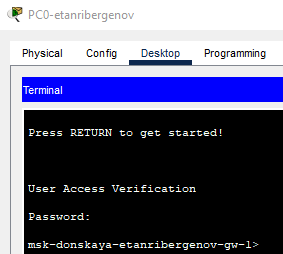 PC0-etanribergenov
Physical Config Desktop Programming
Terminal
Press RETURN to get started!
User Access Verification
Password:
msk-donskaya-etanribergenov-gw-1>